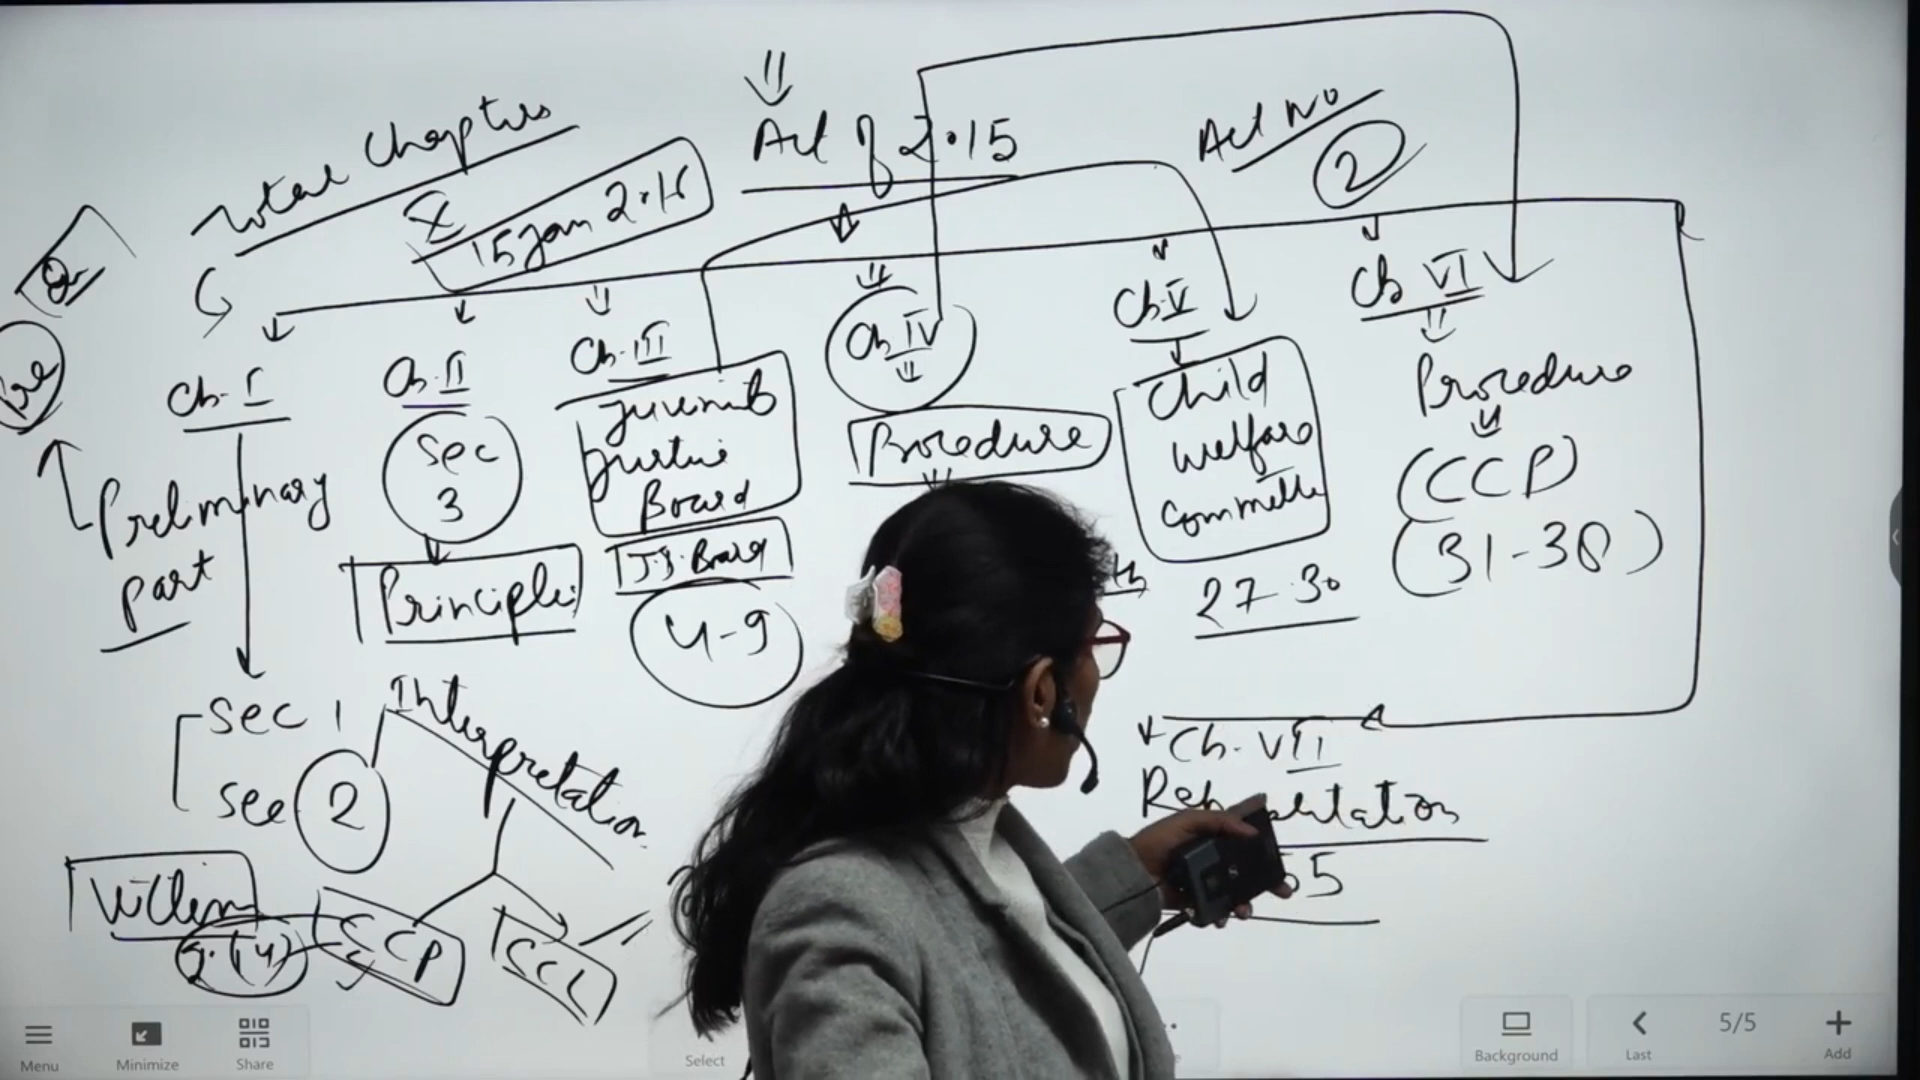 Act of 2015
Act No
2
Total Chapters
X
15 Jan 2016
Ch. I
Preliminary
part
Sec 1
Sec 2
Interpretation
Victim
2(14)
CCP
CCL
Ch. II
Sec
3
Principles
Ch. III
Juvenile
Justice
Board
J.J. Board
4-9
Ch IV
Procedure
Ch. V
Child
Welfare
Committee
27-30
Ch VI
Procedure
(CCP)
(31-38)
Ch. VII
Menu
Minimize
Share
Select
Background
Last
5/5
Add